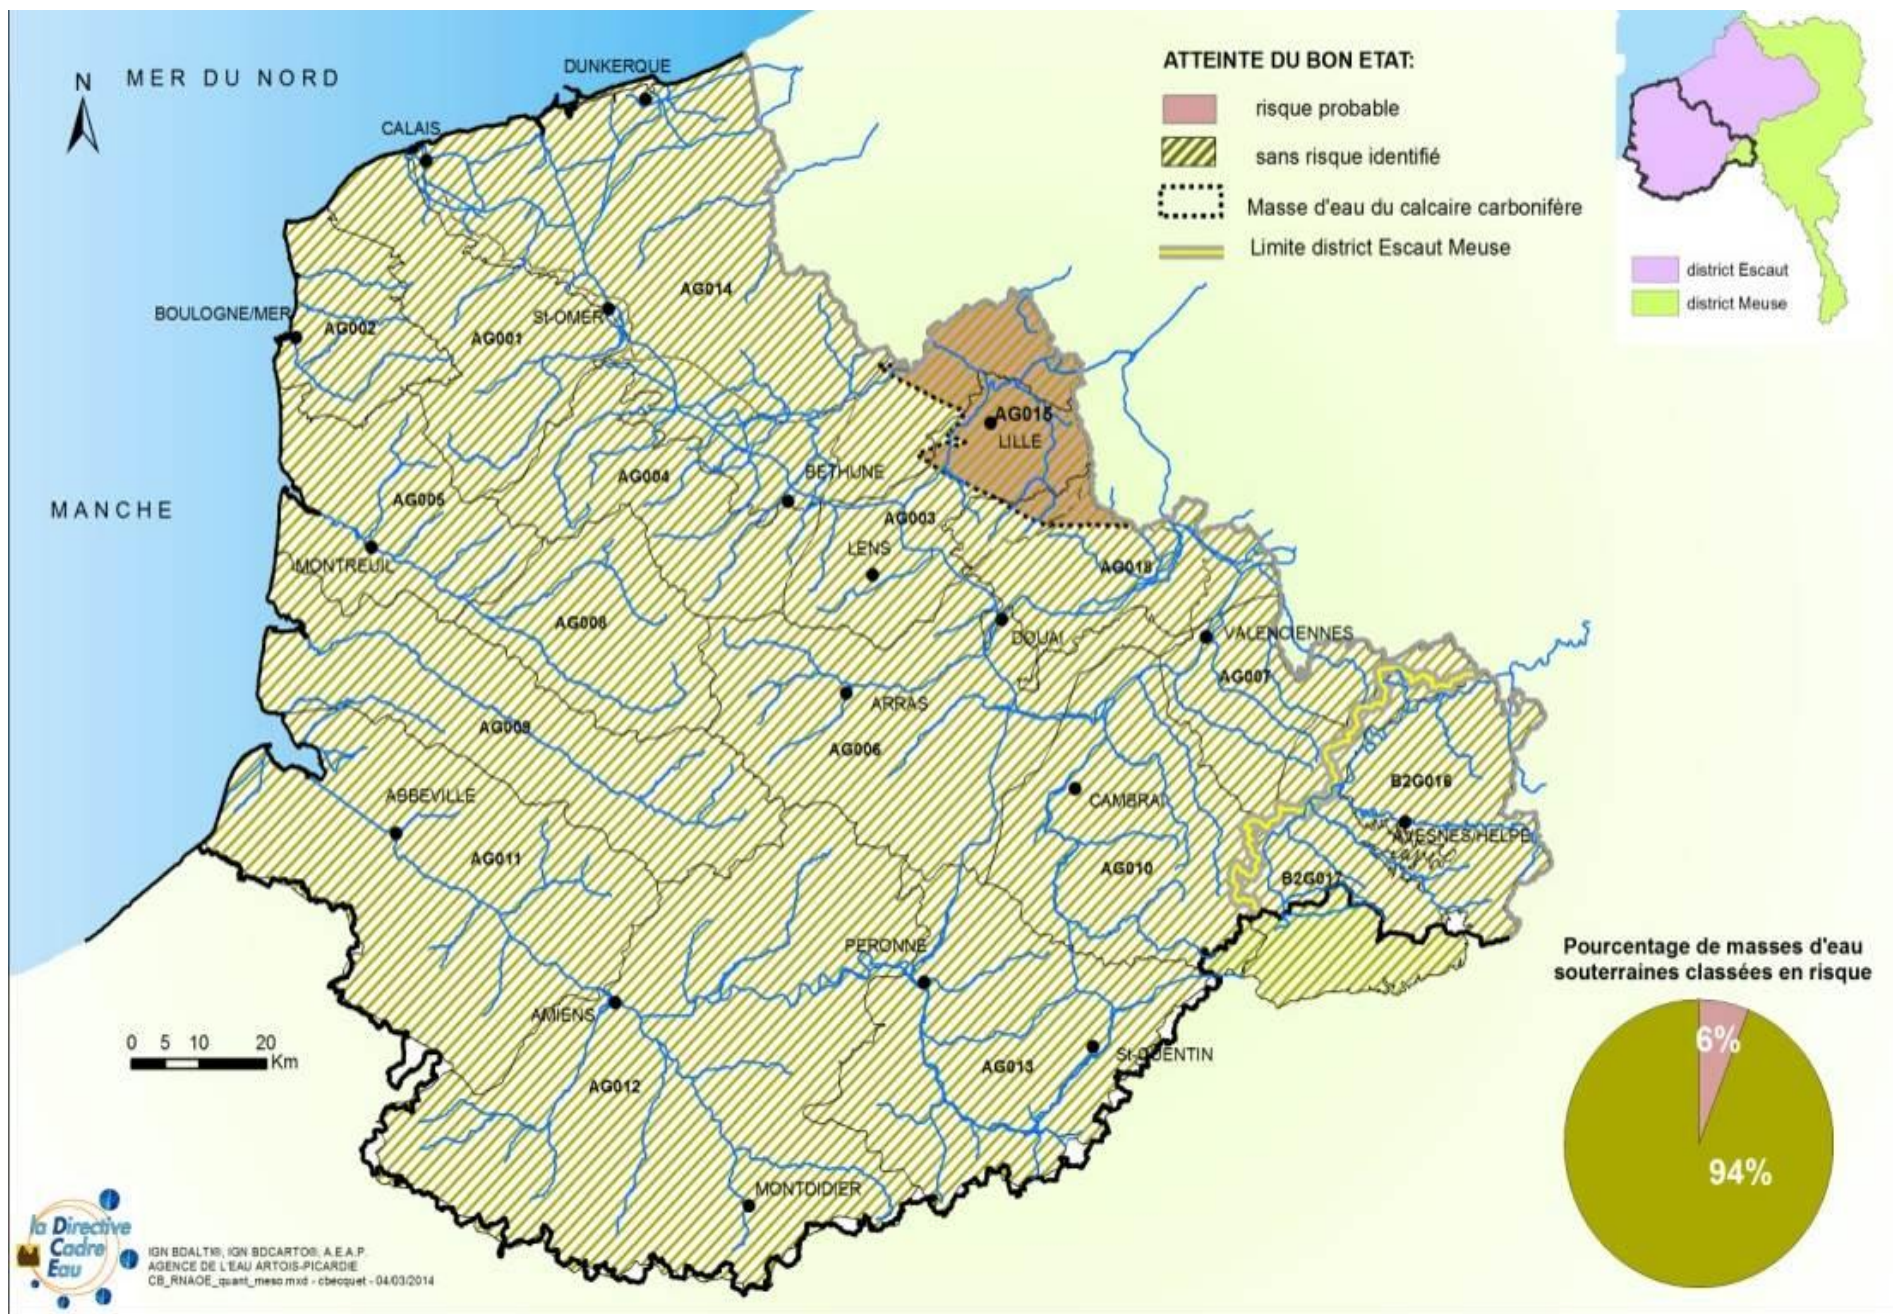 N
MER DU NORD
DUNKERQUE
CALAIS
ATTEINTE DU BON ETAT:
risque probable
sans risque identifié
Masse d'eau du calcaire carbonifère
Limite district Escaut Meuse
district Escaut
district Meuse
AG014
BOULOGNE/MER
AG002
AG001
St-OMER
AG015
LILLE
AG004
BETHUNE
AG005
MANCHE
AG003
LENS
AG018
MONTREUIL
AG008
DOUAI
VALENCIENNES
AG007
ARRAS
AG009
AG006
B2G016
ABBEVILLE
CAMBRAI
AVESNES/HELPE
AG011
AG010
B2G017
PERONNE
Pourcentage de masses d'eau
souterraines classées en risque
AMIENS
0 5 10 20
Km
6%
St-QUENTIN
AG013
AG012
94%
MONTDIDIER
la Directive
Cadre
Eau
IGN BDALTI®, IGN BDCARTO®, A.E.A.P.
AGENCE DE L'EAU ARTOIS-PICARDIE
CB_RNAOE_quant_meso.mxd - cbecquet - 04/03/2014